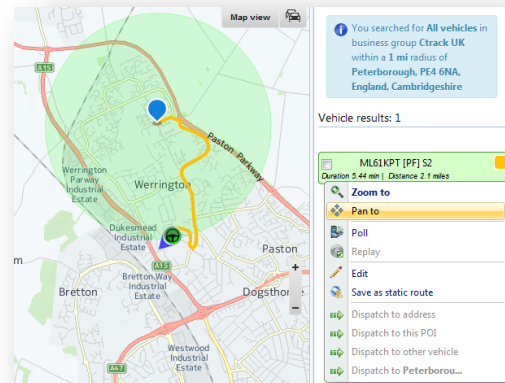 Map view
A15
Paston Parkway
Werrington
Parway
Industrial
Estate
Werrington
Dukesmead
Industrial
Estate
Paston
A15
m
Bretton Way
Industrial
Estate
Bretton
Dogsthorpe
+
-
Westwood
Industrial
Estate
A47
You searched for All vehicles in
business group Ctrack UK
within a 1 mi radius of
Peterborough, PE4 6NA,
England, Cambridgeshire
Vehicle results: 1
ML61KPT [PF] S2
Duration 5.44 min | Distance 2.1 miles
Zoom to
Pan to
Poll
Replay
Edit
Save as static route
Dispatch to address
Dispatch to this POI
Dispatch to other vehicle
Dispatch to Peterborou...